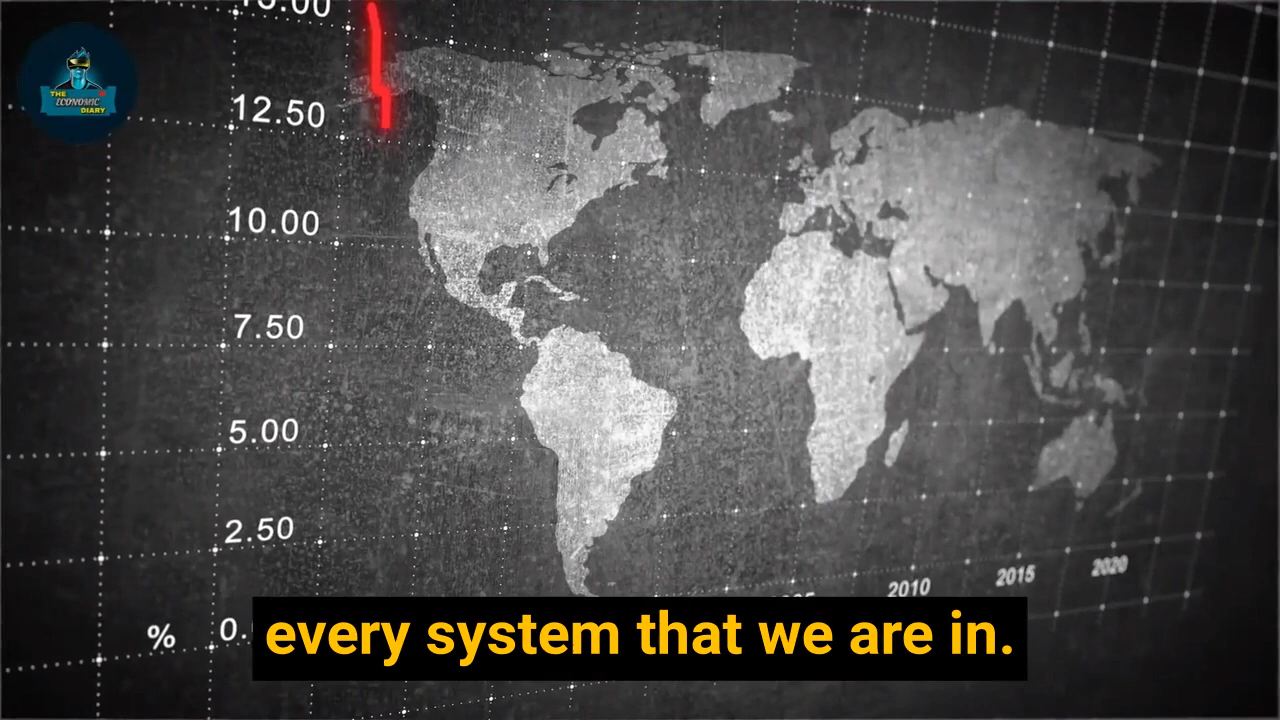 THE
ECONOMIC
DIARY
12.50
10.00
7.50
5.00
2.50
% 0.
2010
2015
2020
every system that we are in.